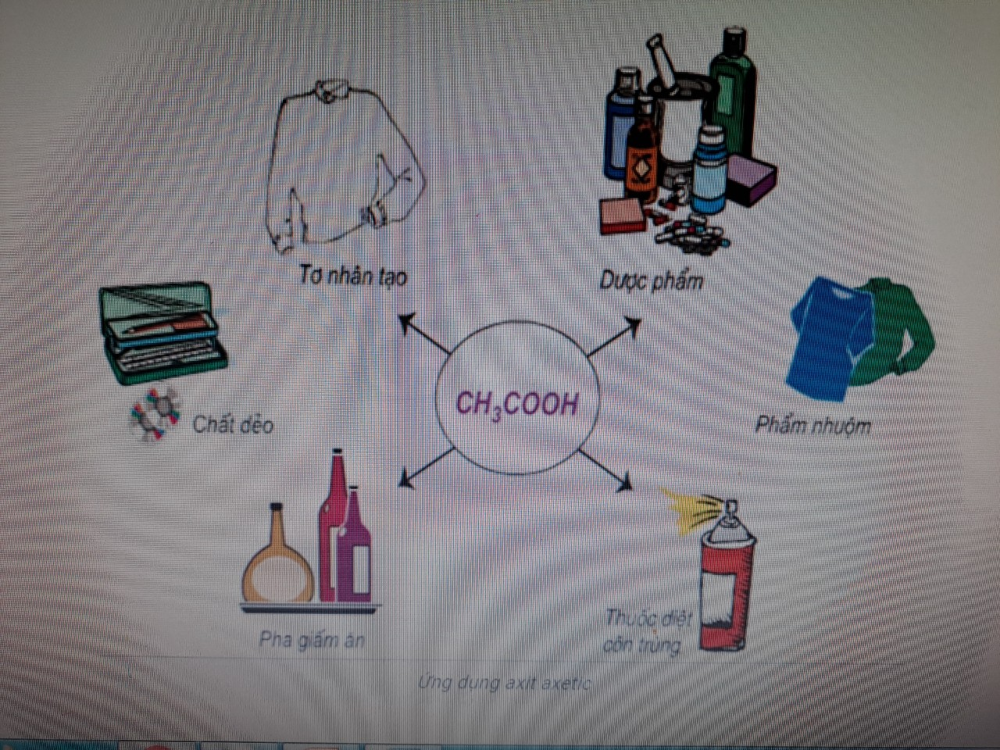 Tơ nhân tạo
Dược phẩm
Chất dẻo
CH₃COOH
Phẩm nhuộm
Pha giấm ăn
Thuốc diệt
côn trùng
Ứng dụng axit axetic